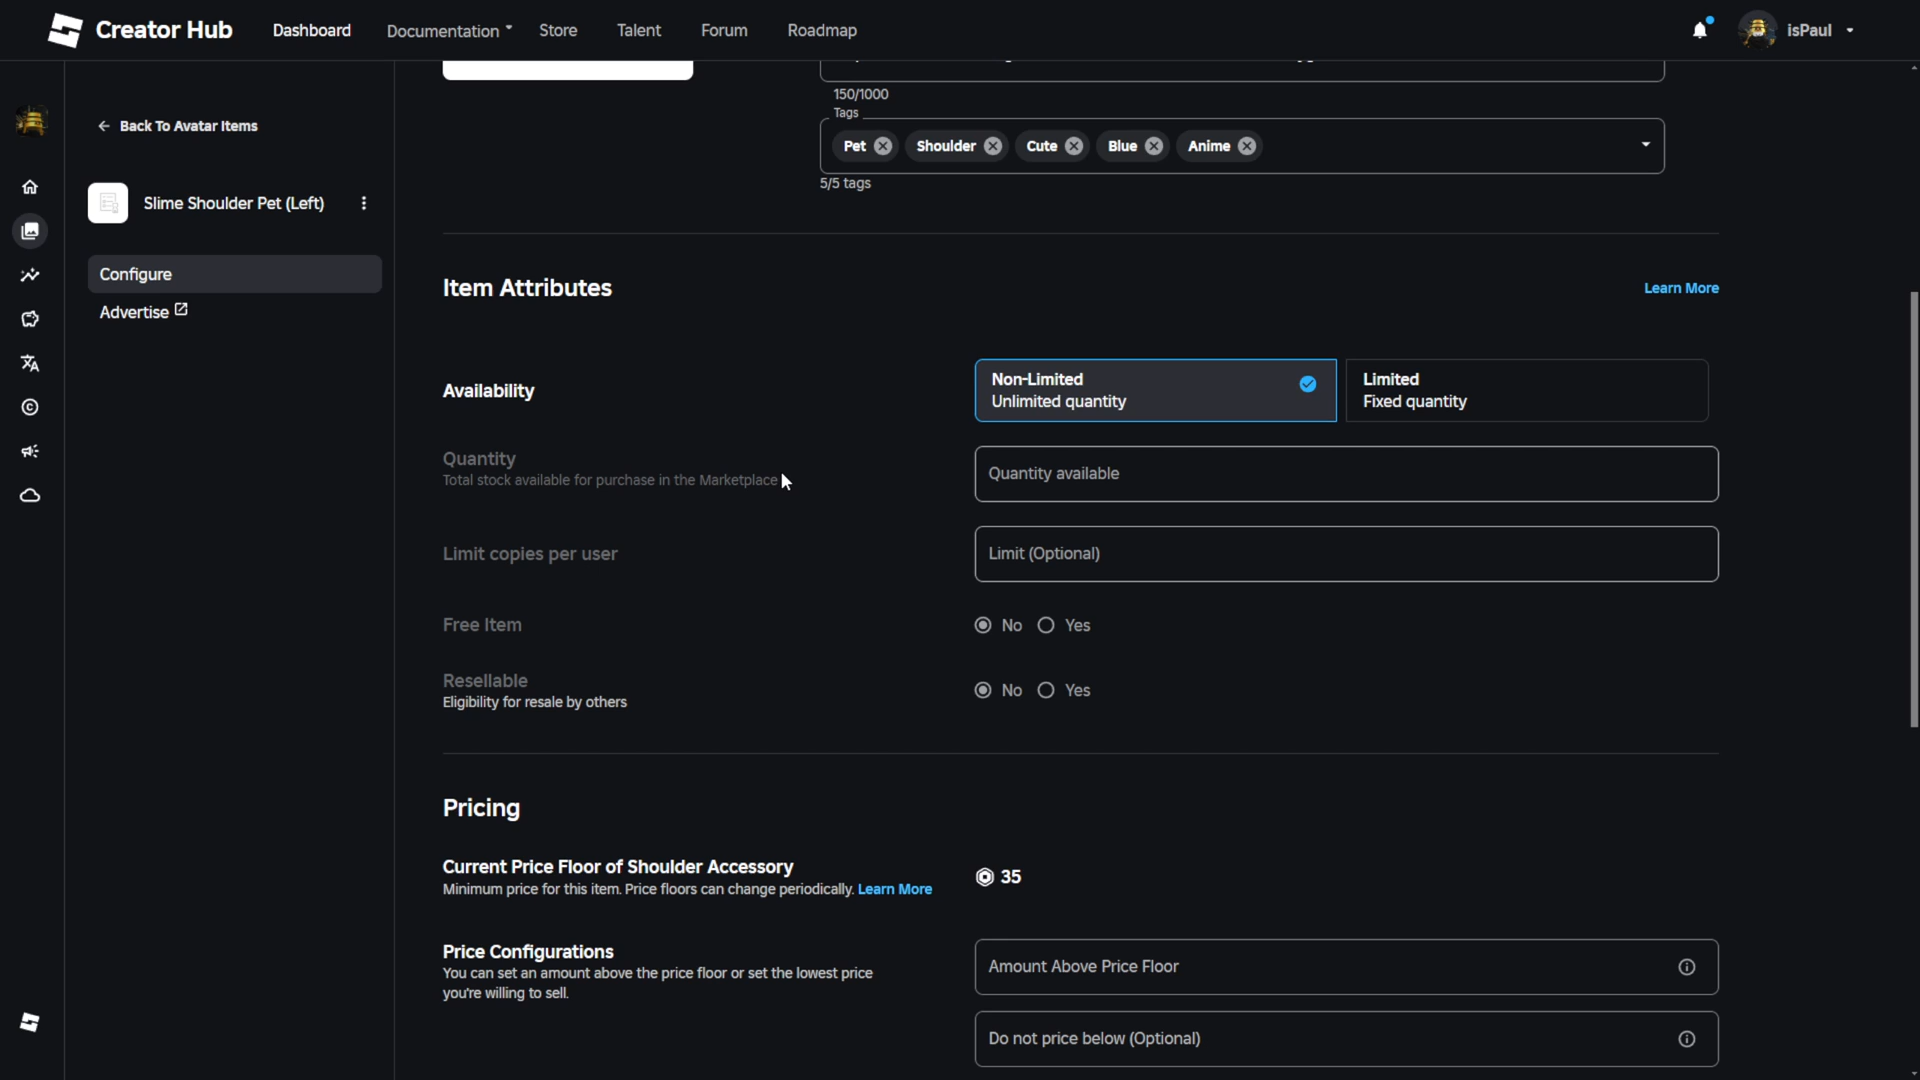 Creator Hub
Dashboard
Documentation
Store
Talent
Forum
Roadmap
isPaul
150/1000
Tags
Pet
Shoulder
Cute
Blue
Anime
5/5 tags
Back To Avatar Items
Slime Shoulder Pet (Left)
Configure
Advertise
Item Attributes
Learn More
Availability
Non-Limited
Unlimited quantity
Limited
Fixed quantity
Quantity
Total stock available for purchase in the Marketplace
Quantity available
Limit copies per user
Limit (Optional)
Free Item
No
Yes
Resellable
Eligibility for resale by others
No
Yes
Pricing
Current Price Floor of Shoulder Accessory
Minimum price for this item. Price floors can change periodically. Learn More
35
Price Configurations
You can set an amount above the price floor or set the lowest price
you're willing to sell.
Amount Above Price Floor
Do not price below (Optional)